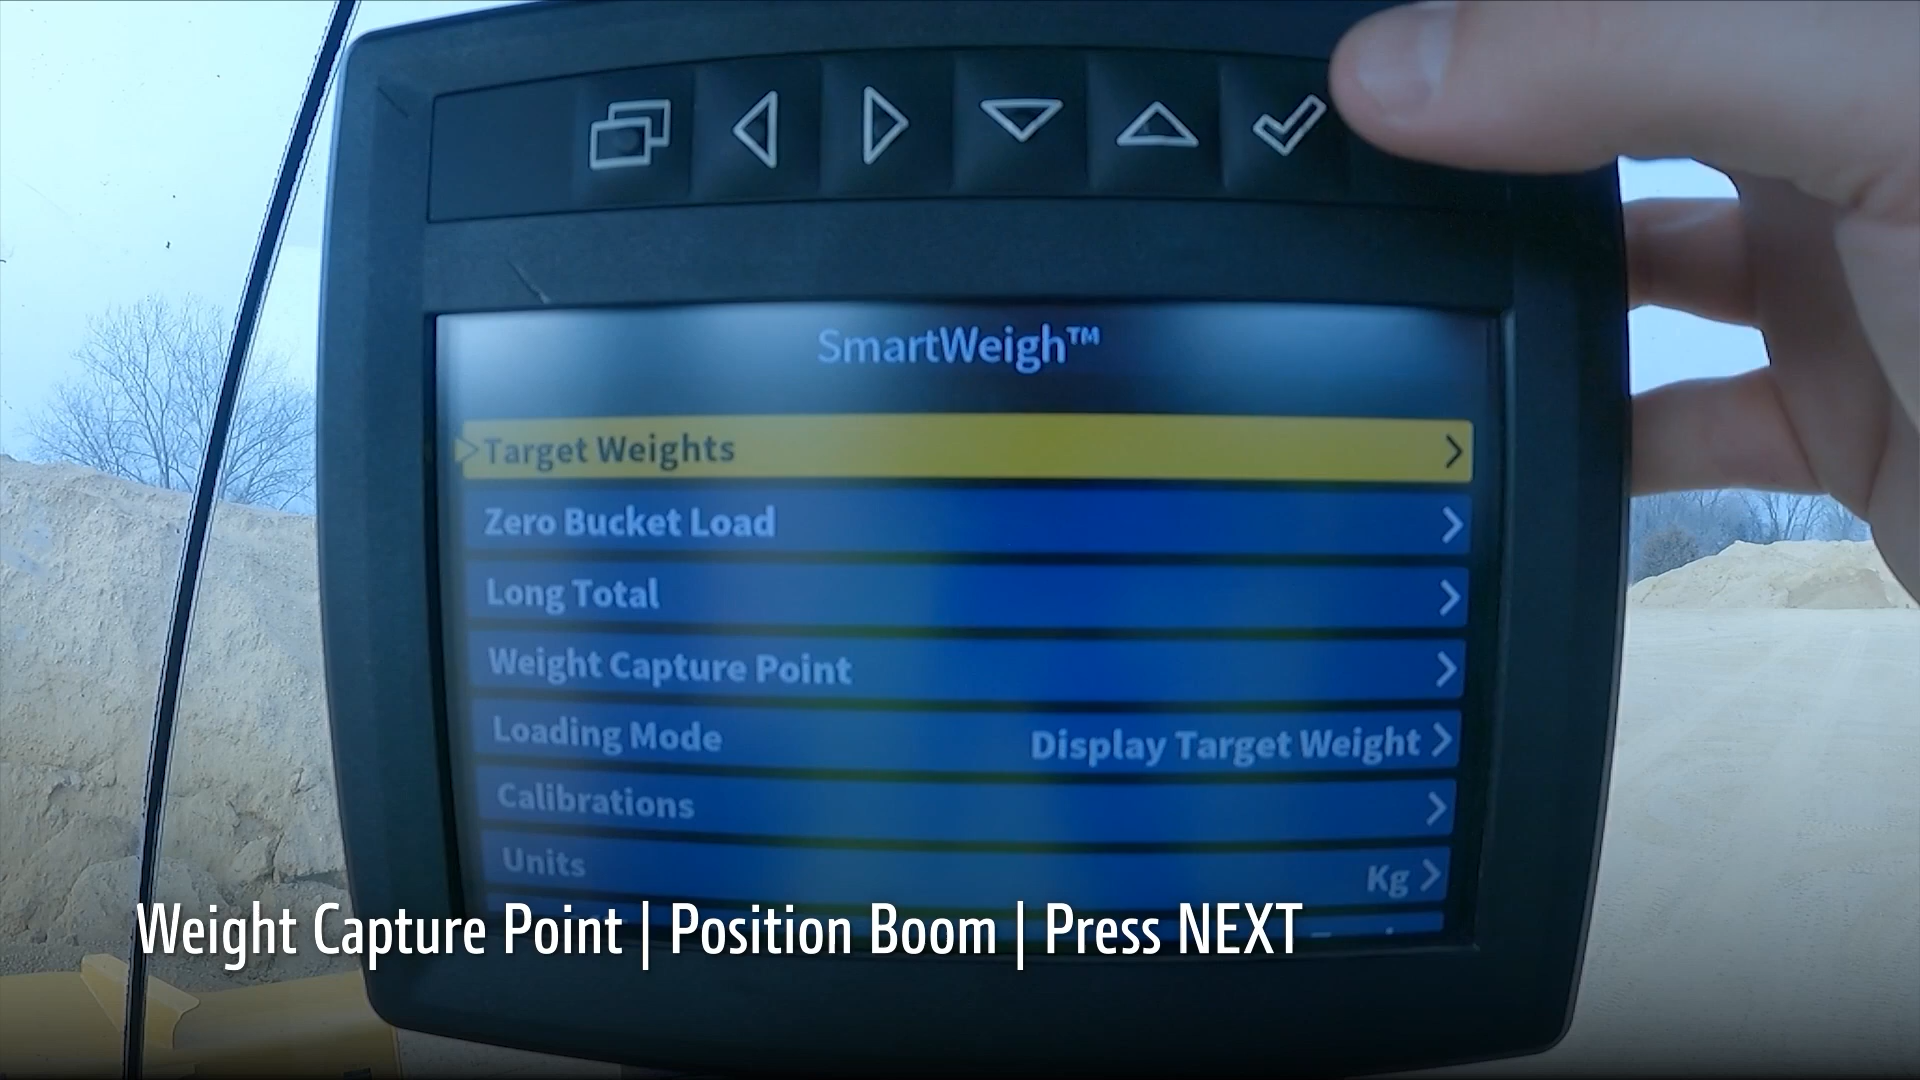 SmartWeigh™
Target Weights
Zero Bucket Load
Long Total
Weight Capture Point
Loading Mode Display Target Weight
Calibrations
Units Kg
Weight Capture Point | Position Boom | Press NEXT